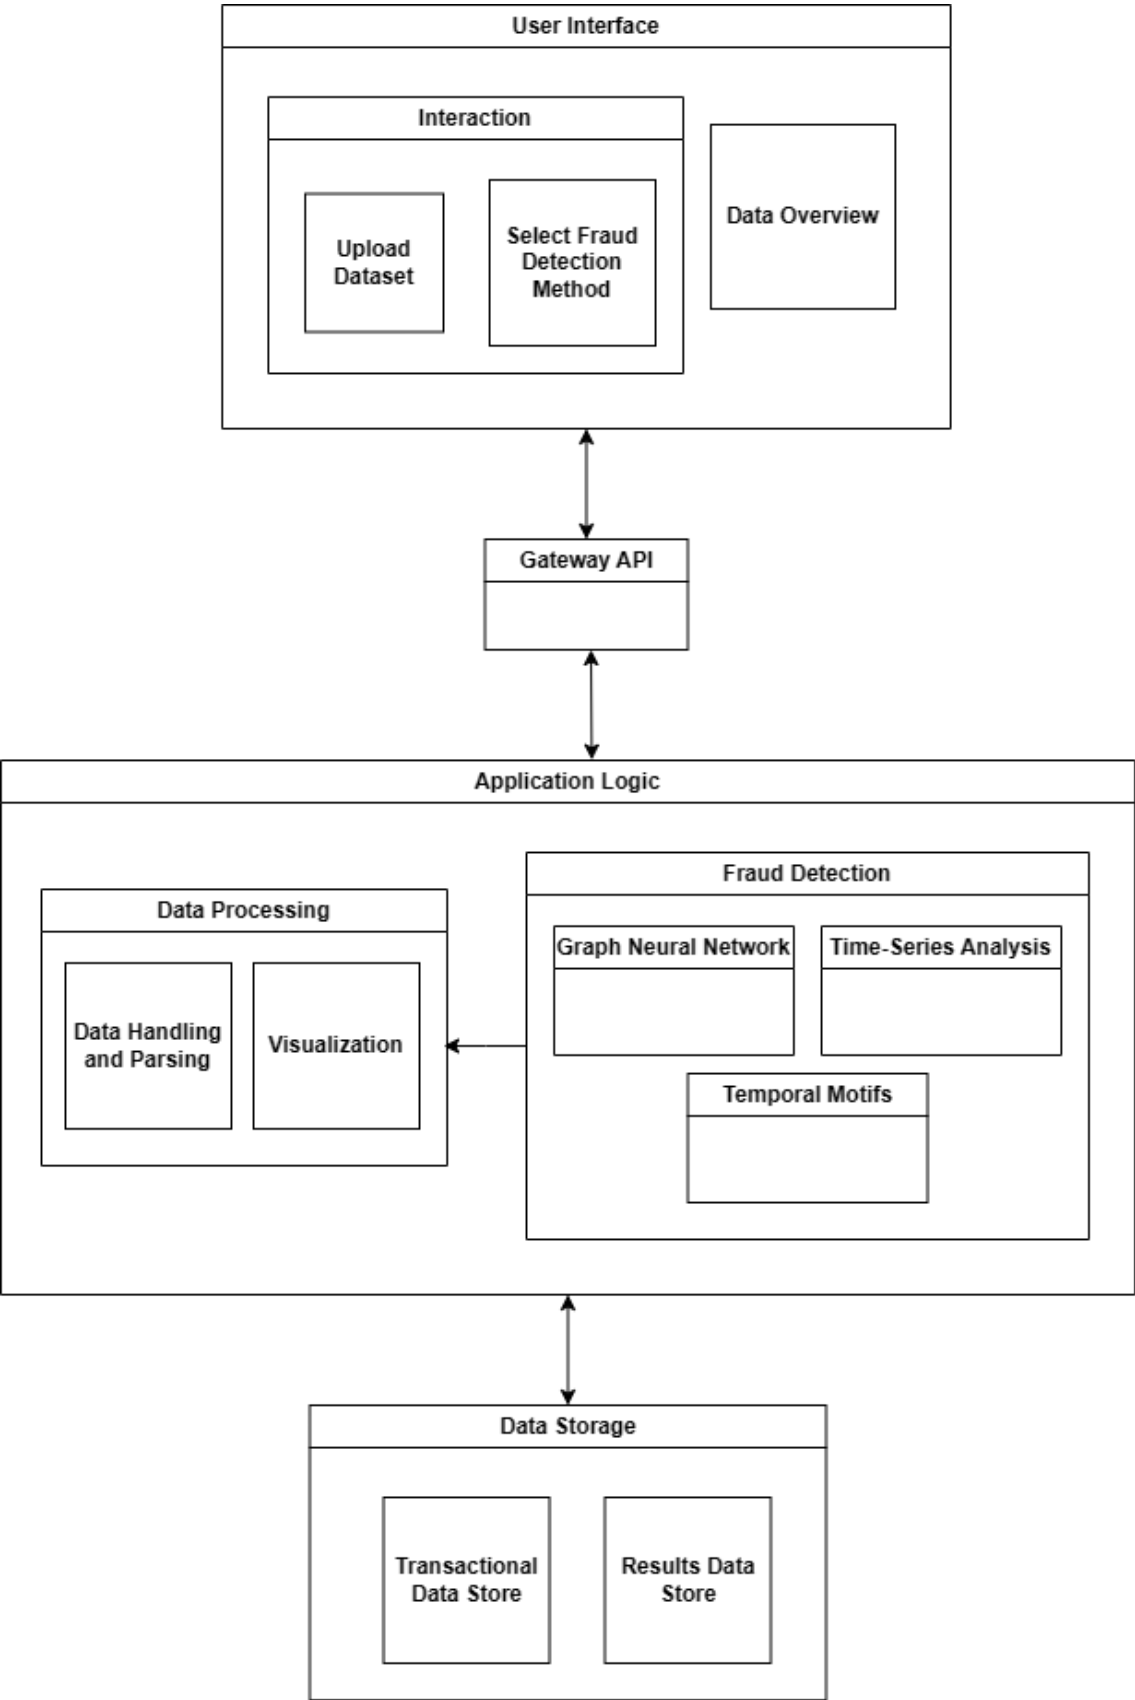 User Interface
Interaction
Upload
Dataset
Select Fraud
Detection
Method
Data Overview
Gateway API
Application Logic
Data Processing
Data Handling
and Parsing
Visualization
Fraud Detection
Graph Neural Network
Time-Series Analysis
Temporal Motifs
Data Storage
Transactional
Data Store
Results Data
Store